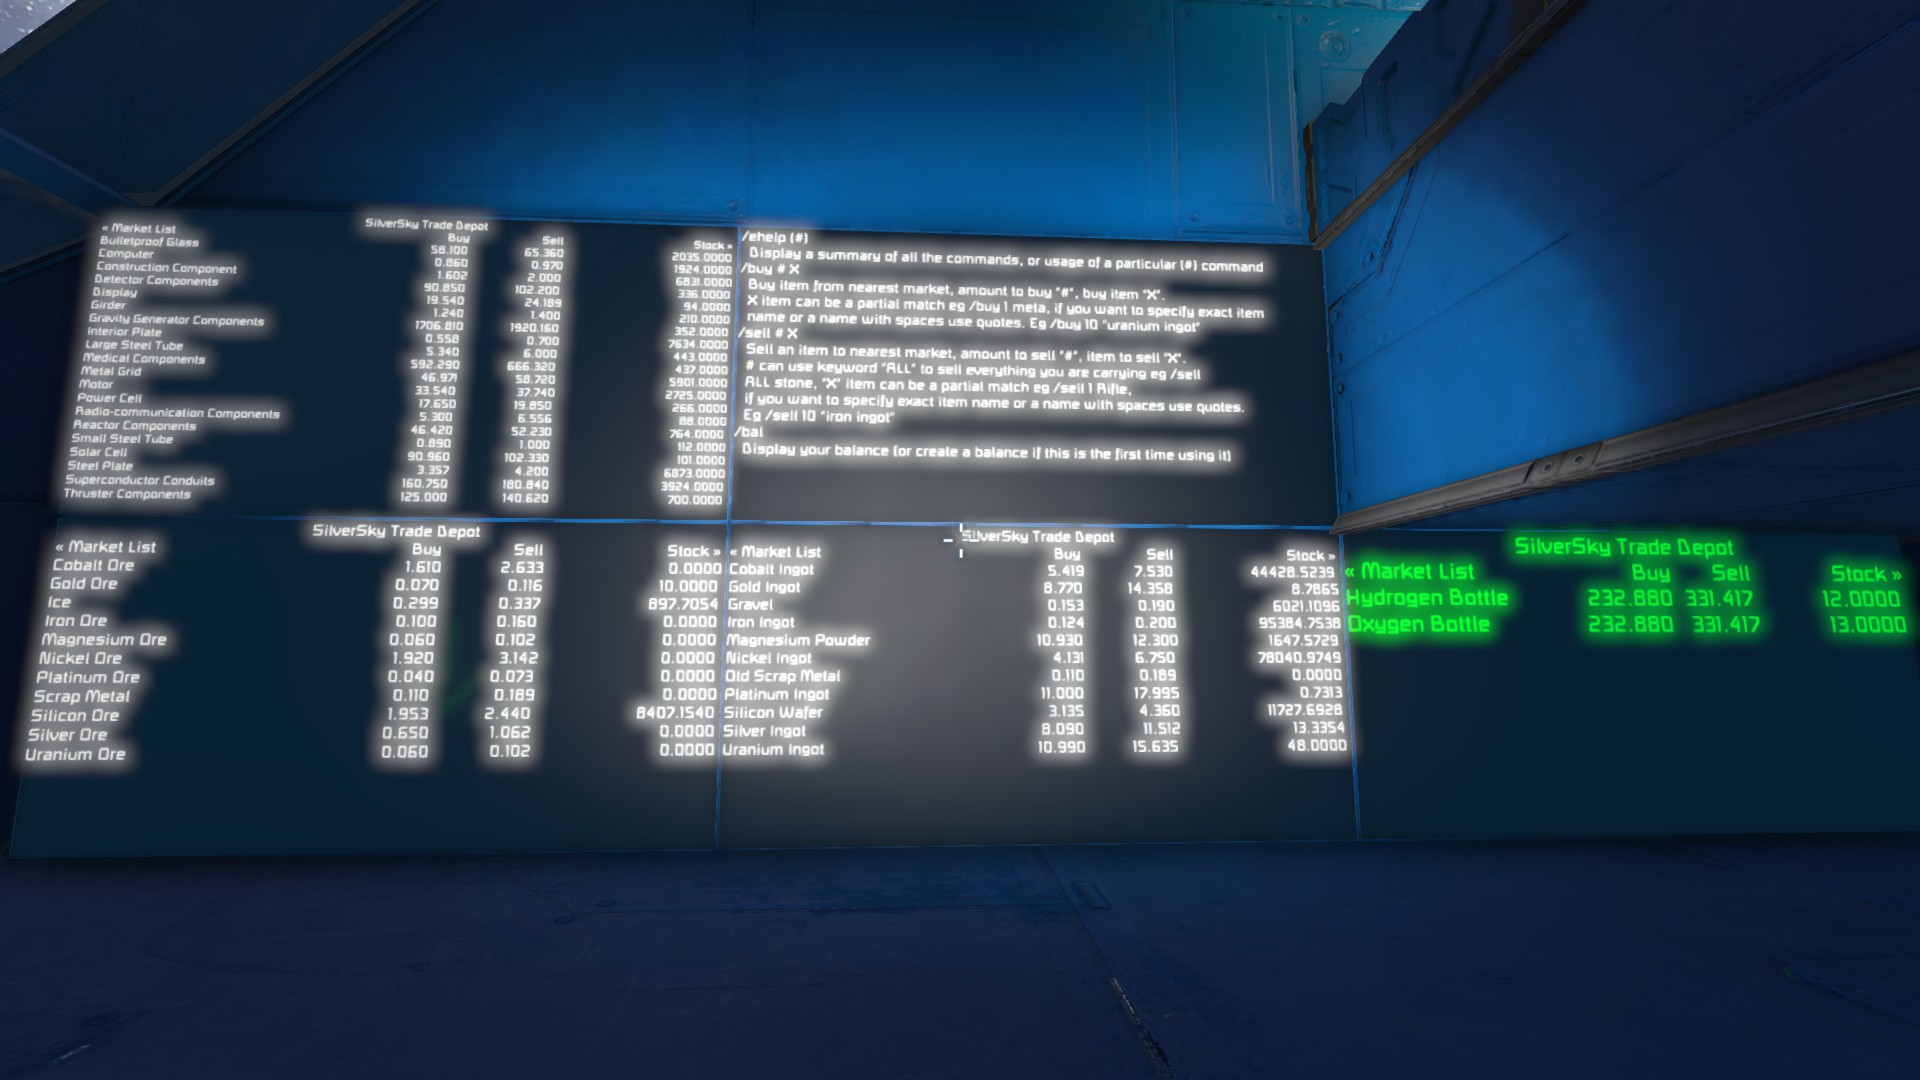 SilverSky Trade Depot
« Market List Buy Sell Stock »
Bulletproof Glass 58.100 65.360 2035.0000
Computer 0.860 0.970 1924.0000
Construction Component 1.602 2.000 6831.0000
Detector Components 90.850 102.200 336.0000
Display 19.540 24.189 94.0000
Girder 1.240 1.400 210.0000
Gravity Generator Components 1706.810 1920.160 352.0000
Interior Plate 0.558 0.700 7634.0000
Large Steel Tube 5.340 6.000 443.0000
Medical Components 592.290 666.320 437.0000
Metal Grid 46.971 58.720 5901.0000
Motor 33.540 37.740 2725.0000
Power Cell 17.650 19.850 266.0000
Radio-communication Components 5.300 6.556 88.0000
Reactor Components 46.420 52.230 764.0000
Small Steel Tube 0.890 1.000 112.0000
Solar Cell 90.960 102.330 101.0000
Steel Plate 3.357 4.200 6873.0000
Superconductor Conduits 160.750 180.840 3924.0000
Thruster Components 125.000 140.620 700.0000
/ehelp (#)
Display a summary of all the commands, or usage of a particular (#) command
/buy # X
Buy item from nearest market, amount to buy "#", buy item "X".
X item can be a partial match eg /buy 1 meta, if you want to specify exact item
name or a name with spaces use quotes. Eg /buy 10 "uranium ingot"
/sell # X
Sell an item to nearest market, amount to sell "#", item to sell "X".
# can use keyword "ALL" to sell everything you are carrying eg /sell
ALL stone, "X" item can be a partial match eg /sell 1 Rifle,
if you want to specify exact item name or a name with spaces use quotes.
Eg /sell 10 "iron ingot"
/bal
Display your balance (or create a balance if this is the first time using it)
SilverSky Trade Depot
« Market List Buy Sell Stock »
Cobalt Ore 1.610 2.633 0.0000
Gold Ore 0.070 0.116 10.0000
Ice 0.299 0.337 897.7054
Iron Ore 0.100 0.160 0.0000
Magnesium Ore 0.060 0.102 0.0000
Nickel Ore 1.920 3.142 0.0000
Platinum Ore 0.040 0.073 0.0000
Scrap Metal 0.110 0.189 0.0000
Silicon Ore 1.953 2.440 8407.1540
Silver Ore 0.650 1.062 0.0000
Uranium Ore 0.060 0.102 0.0000
SilverSky Trade Depot
« Market List Buy Sell Stock »
Cobalt Ingot 5.419 7.530 44428.5239
Gold Ingot 8.770 14.358 8.7865
Gravel 0.153 0.190 6021.1096
Iron Ingot 0.124 0.200 95384.7538
Magnesium Powder 10.930 12.300 1647.5729
Nickel Ingot 4.131 6.750 78040.9749
Old Scrap Metal 0.110 0.189 0.0000
Platinum Ingot 11.000 17.995 0.7313
Silicon Wafer 3.135 4.360 11727.6928
Silver Ingot 8.090 11.512 13.3354
Uranium Ingot 10.990 15.635 48.0000
SilverSky Trade Depot
« Market List Buy Sell Stock »
Hydrogen Bottle 232.880 331.417 12.0000
Oxygen Bottle 232.880 331.417 13.0000